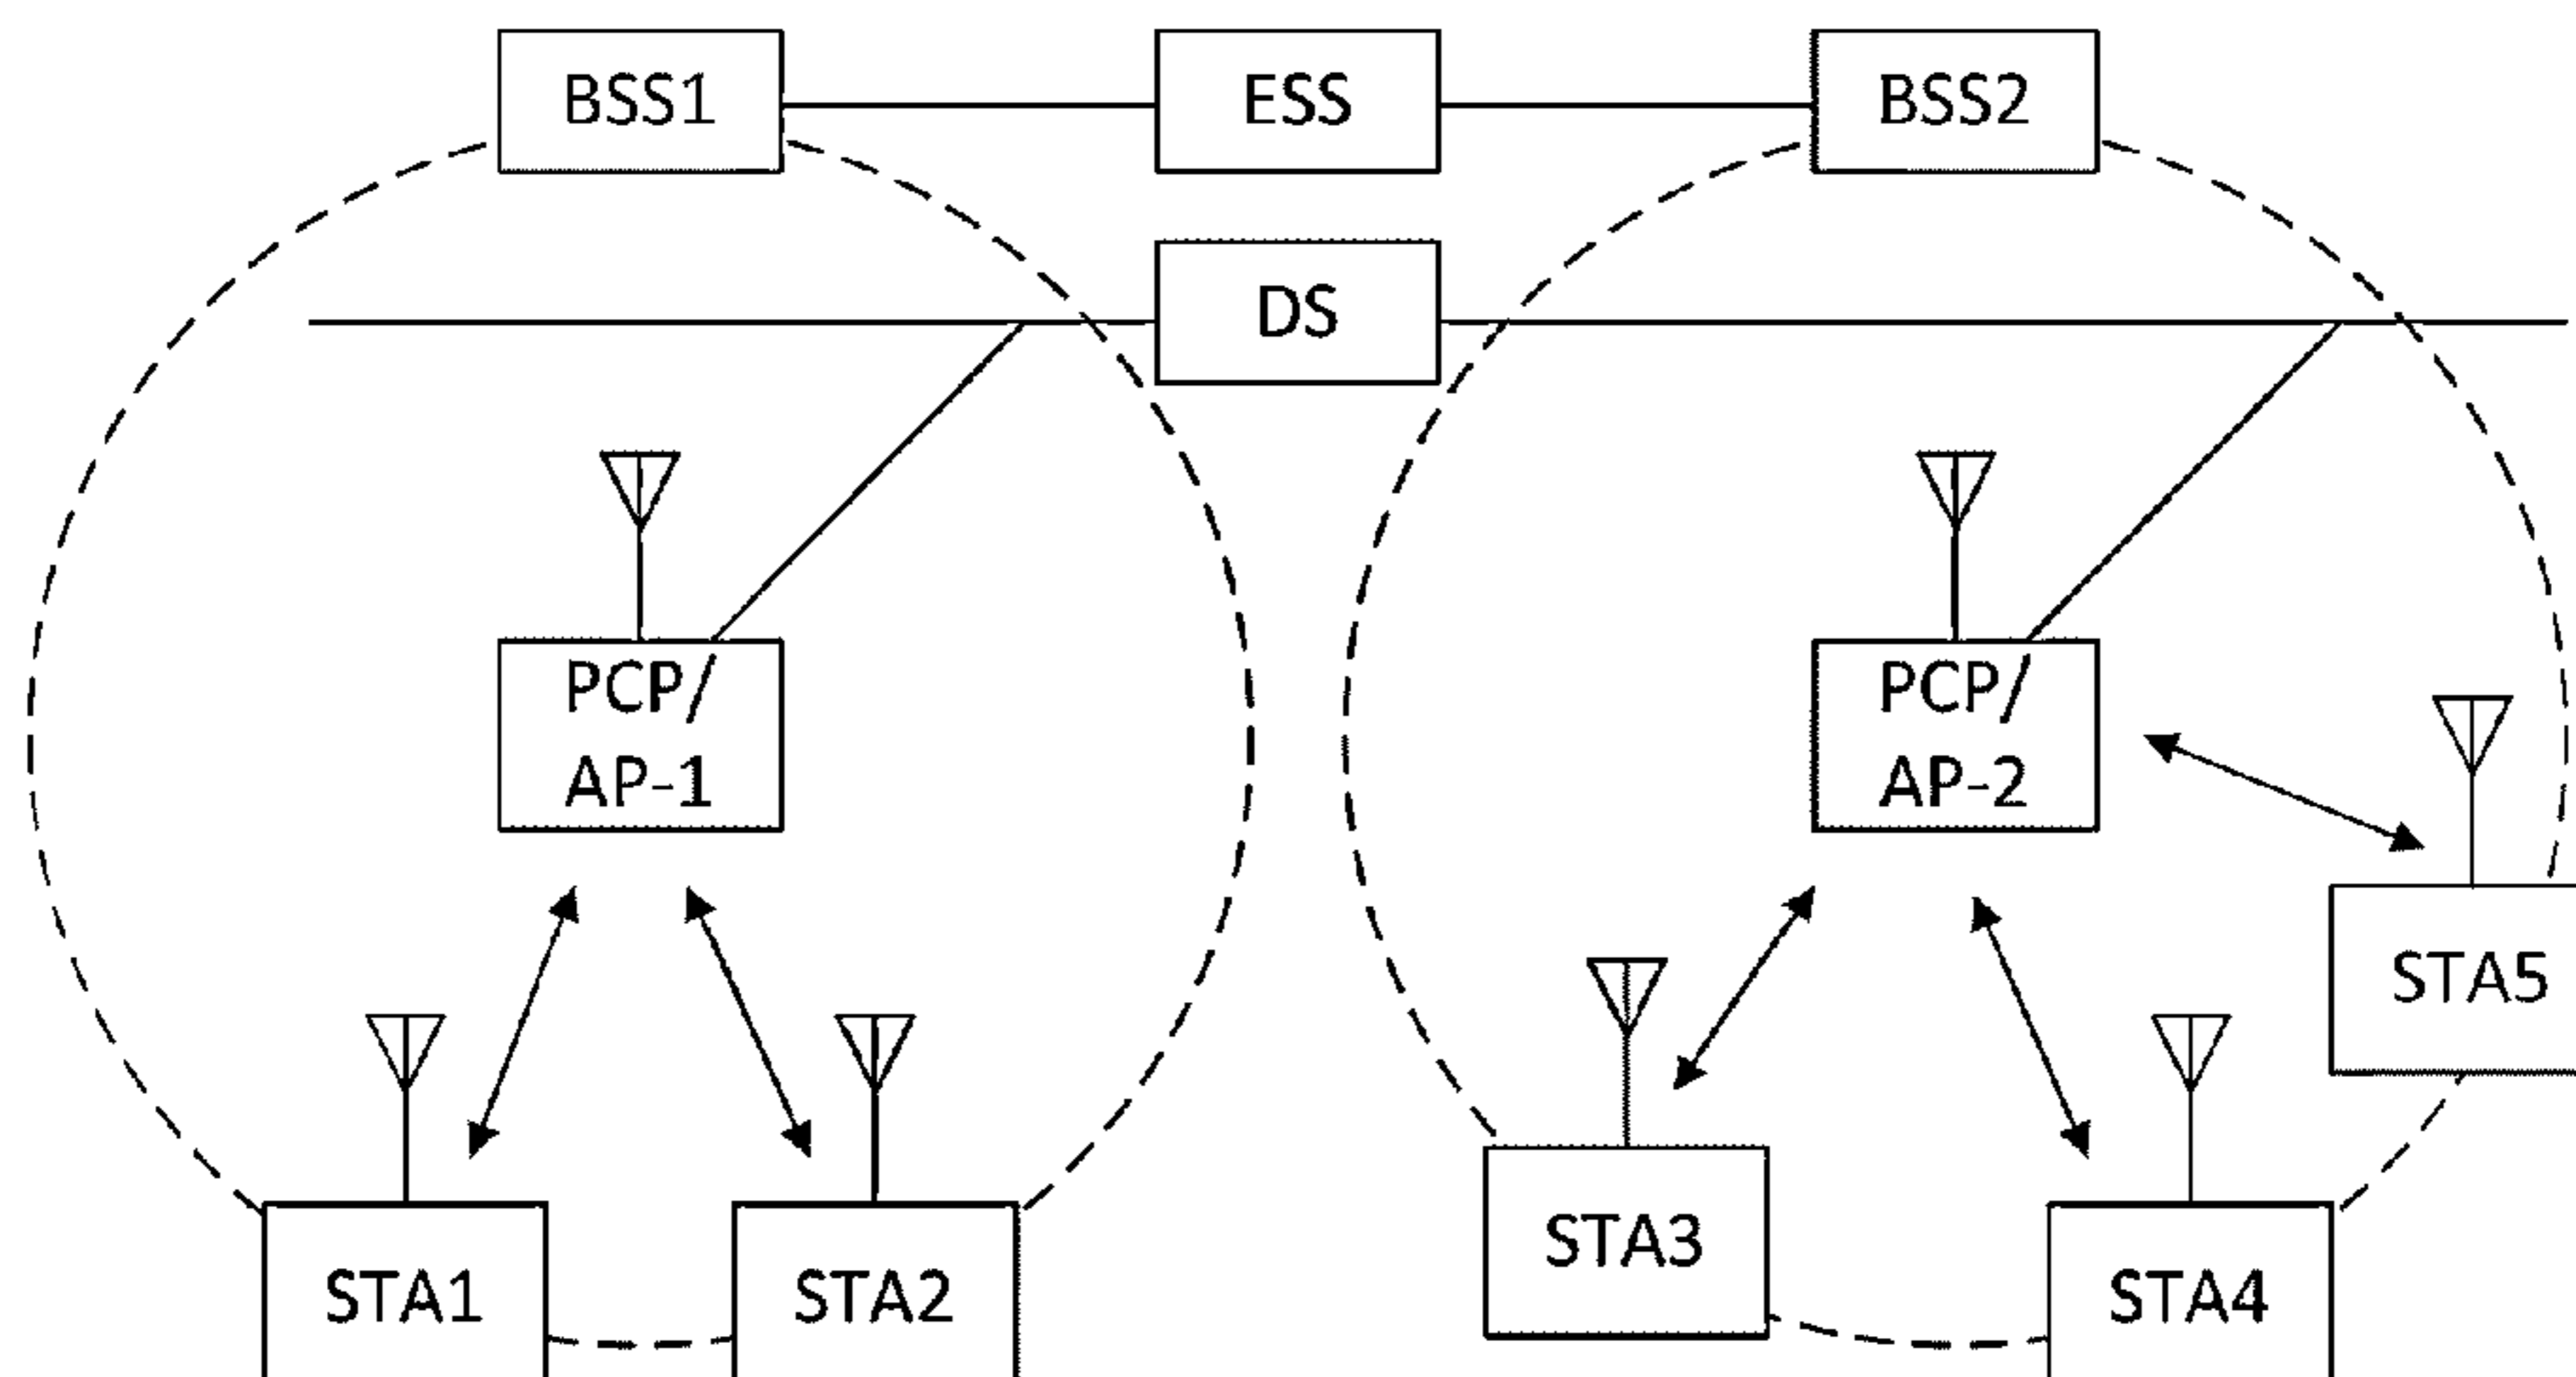 BSS1
ESS
BSS2
DS
PCP/
AP-1
PCP/
AP-2
STA5
STA3
STA1
STA2
STA4